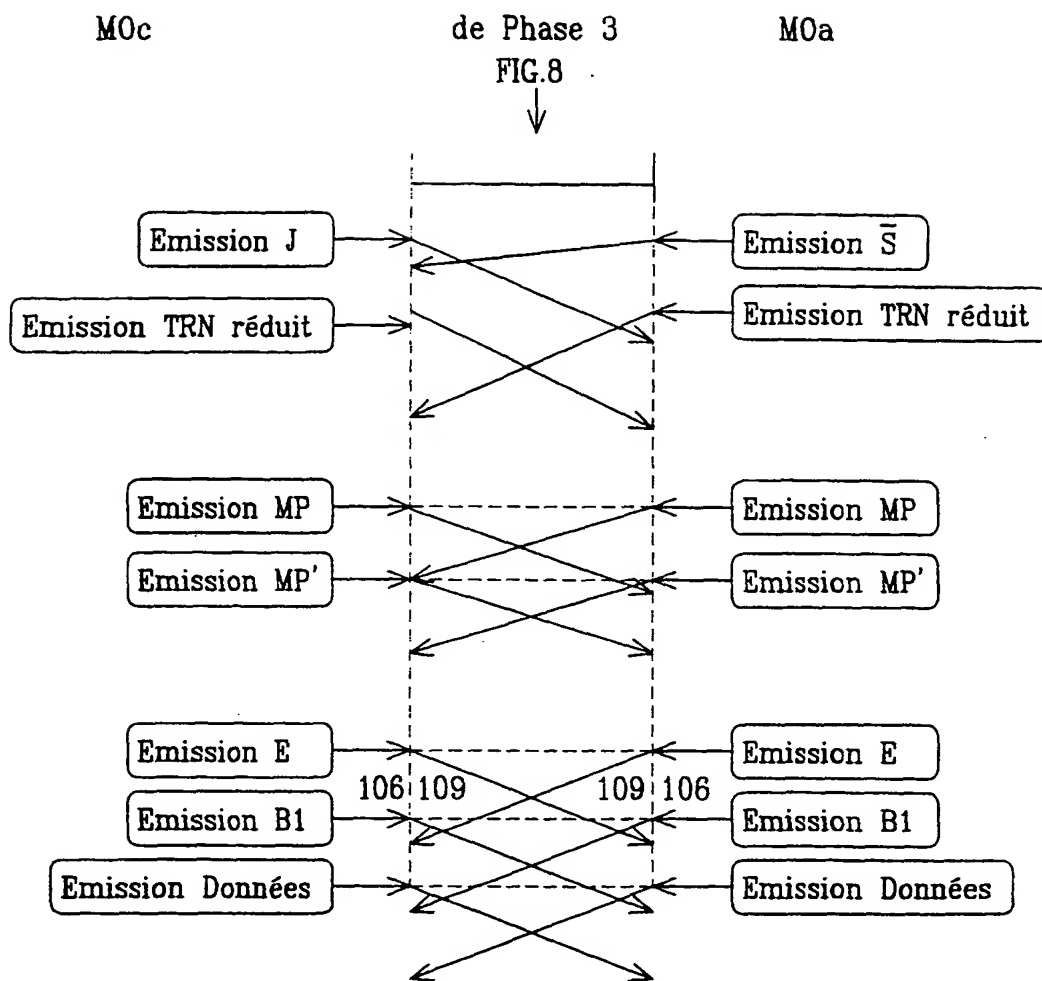 MOc de Phase 3 MOa
FIG.8
Emission J Emission S̅
Emission TRN réduit Emission TRN réduit
Emission MP Emission MP
Emission MP' Emission MP'
Emission E Emission E
106 109 109 106
Emission B1 Emission B1
Emission Données Emission Données